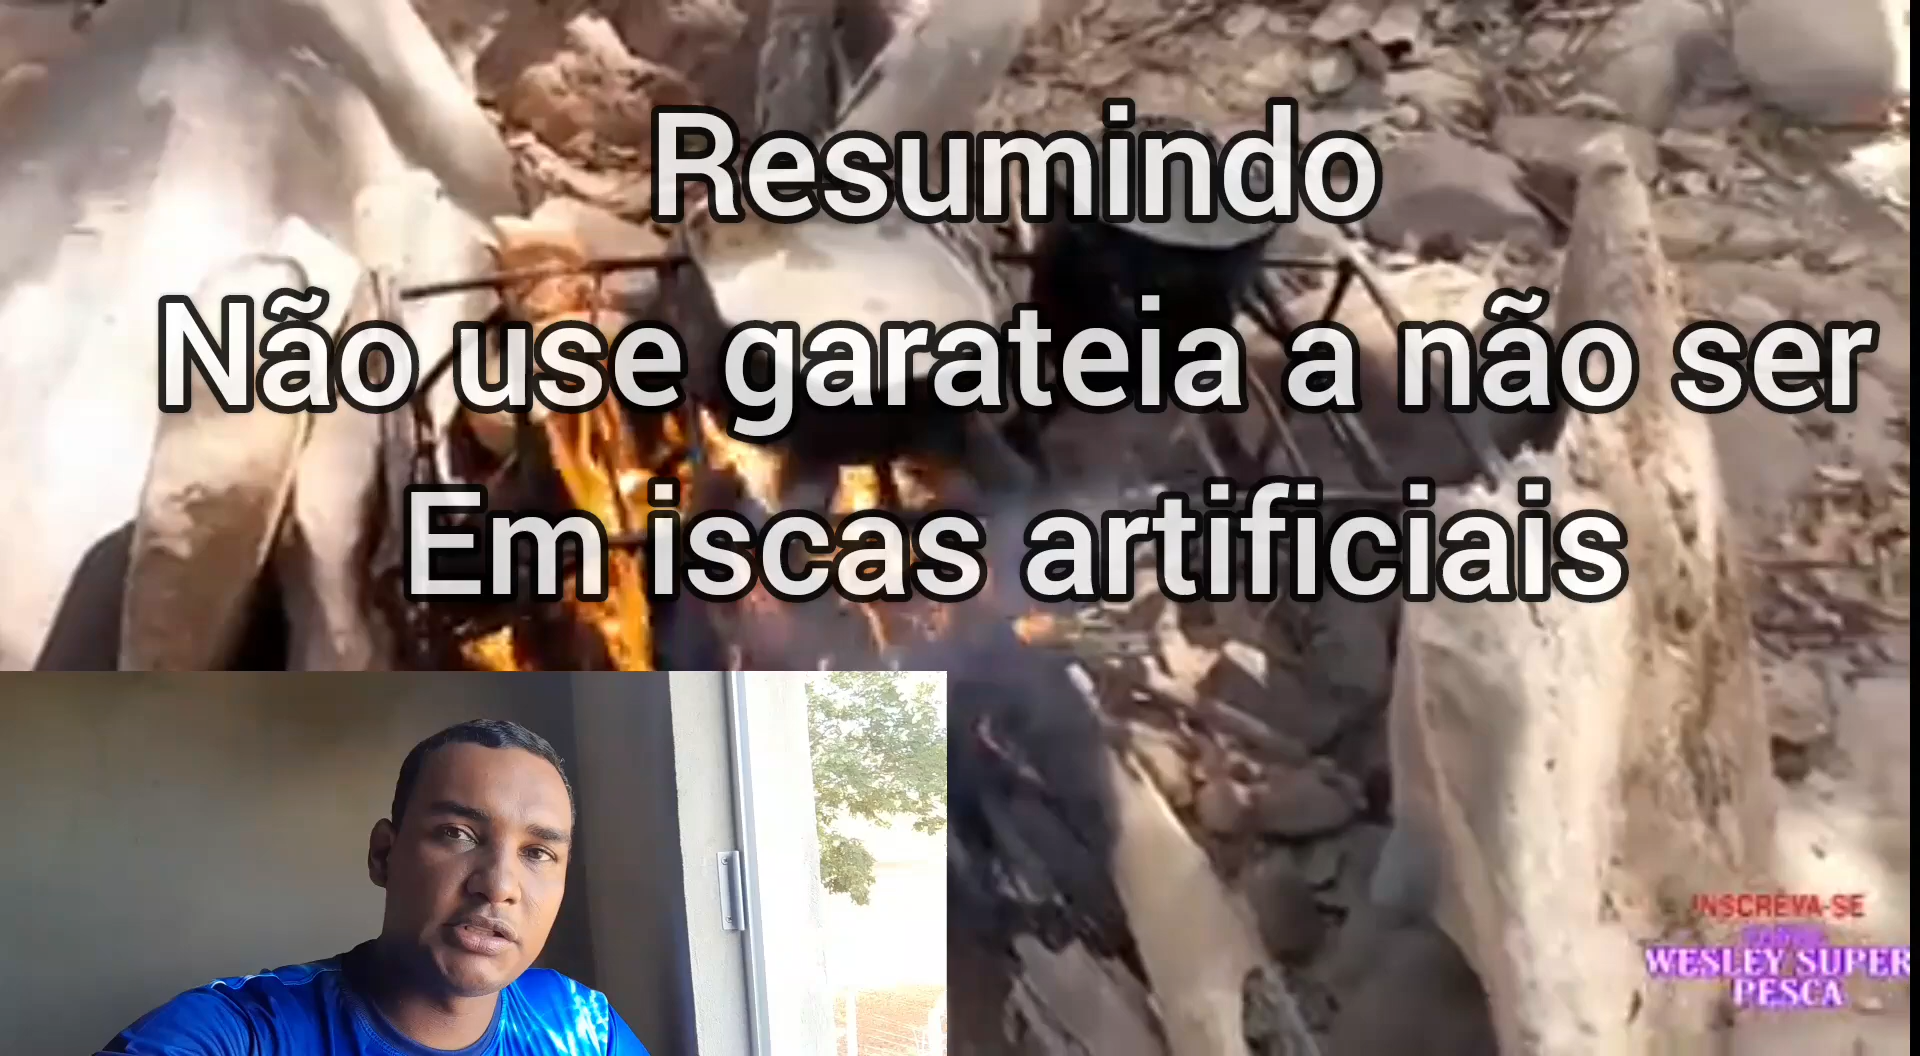 Resumindo
Não use garateia a não ser
Em iscas artificiais
INSCREVA-SE
WESLEY SUPER
PESCA